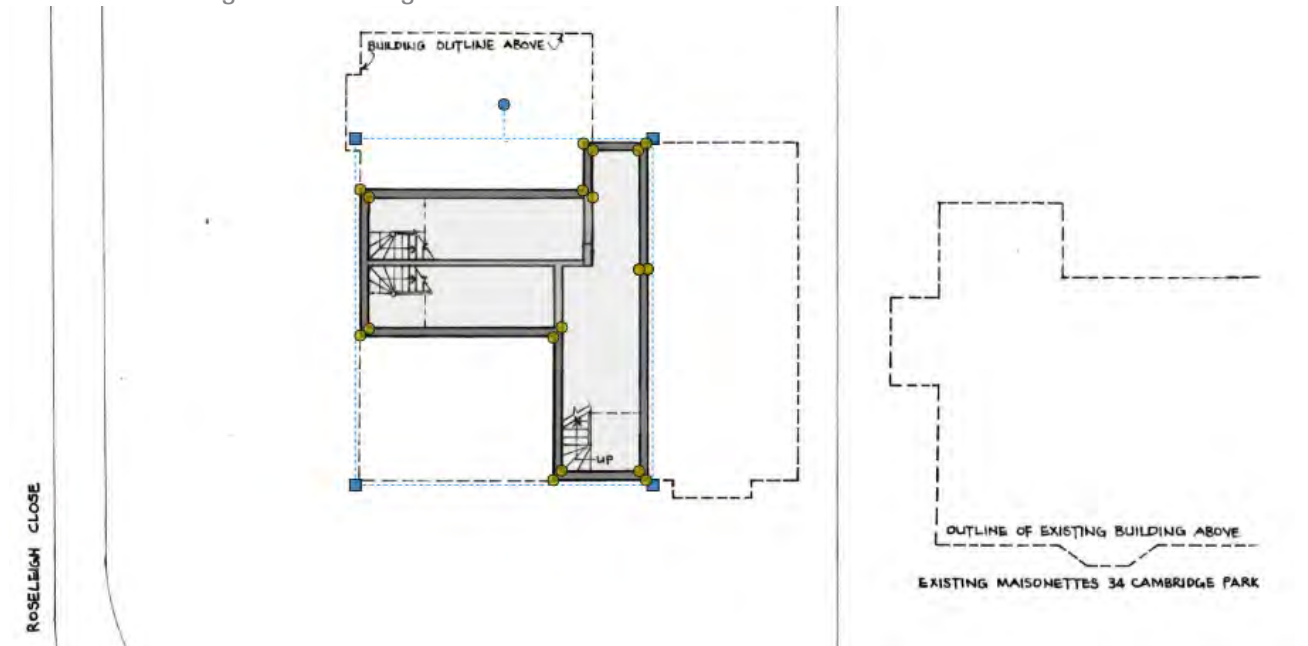 BUILDING OUTLINE ABOVE
UP
ROSELEIGH CLOSE
OUTLINE OF EXISTING BUILDING ABOVE
EXISTING MAISONETTES 34 CAMBRIDGE PARK